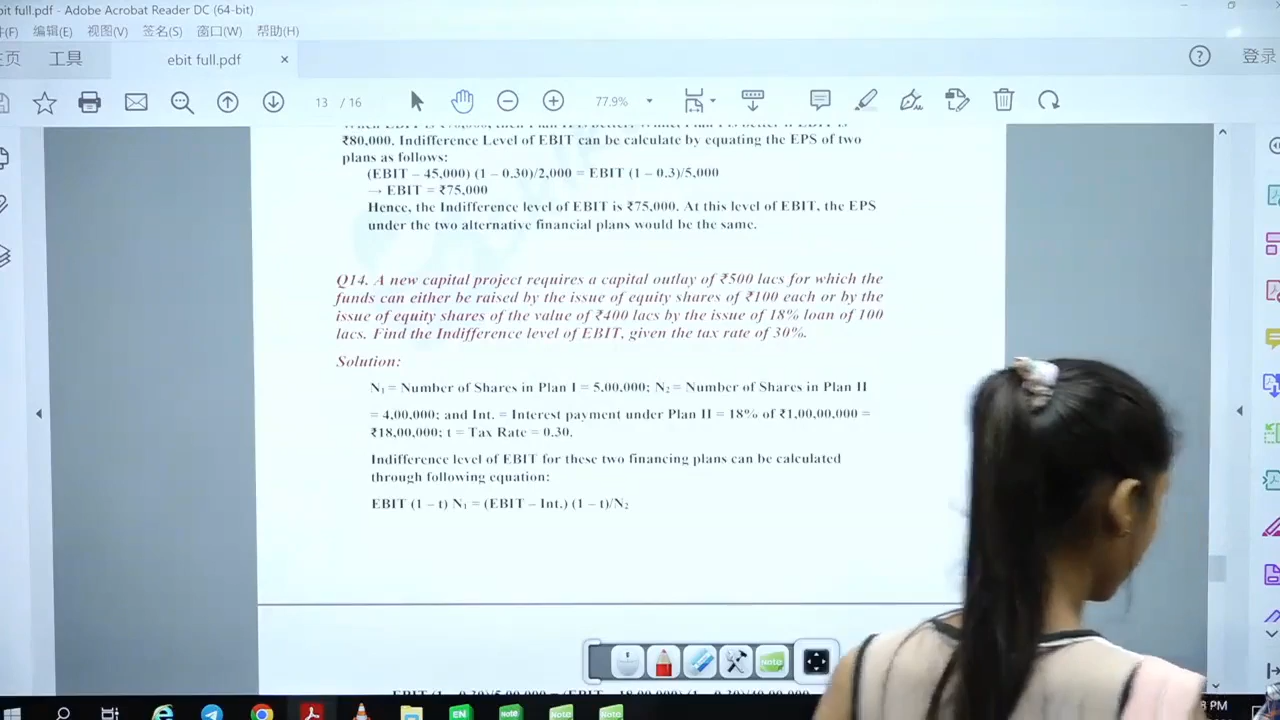 bit full.pdf - Adobe Acrobat Reader DC (64-bit)
编辑(E) 视图(V) 签名(S) 窗口(W) 帮助(H)
主页 工具 ebit full.pdf × 登录
13 / 16 77.9%
₹80,000. Indifference Level of EBIT can be calculate by equating the EPS of two
plans as follows:
(EBIT – 45,000) (1 – 0.30)/2,000 = EBIT (1 – 0.3)/5,000
→ EBIT = ₹75,000
Hence, the Indifference level of EBIT is ₹75,000. At this level of EBIT, the EPS
under the two alternative financial plans would be the same.
Q14. A new capital project requires a capital outlay of ₹500 lacs for which the
funds can either be raised by the issue of equity shares of ₹100 each or by the
issue of equity shares of the value of ₹400 lacs by the issue of 18% loan of 100
lacs. Find the Indifference level of EBIT, given the tax rate of 30%.
Solution:
N₁ = Number of Shares in Plan I = 5,00,000; N₂ = Number of Shares in Plan II
= 4,00,000; and Int. = Interest payment under Plan II = 18% of ₹1,00,00,000 =
₹18,00,000; t = Tax Rate = 0.30.
Indifference level of EBIT for these two financing plans can be calculated
through following equation:
EBIT (1 – t) N₁ = (EBIT – Int.) (1 – t)/N₂
Note
EN Note Note Note PM